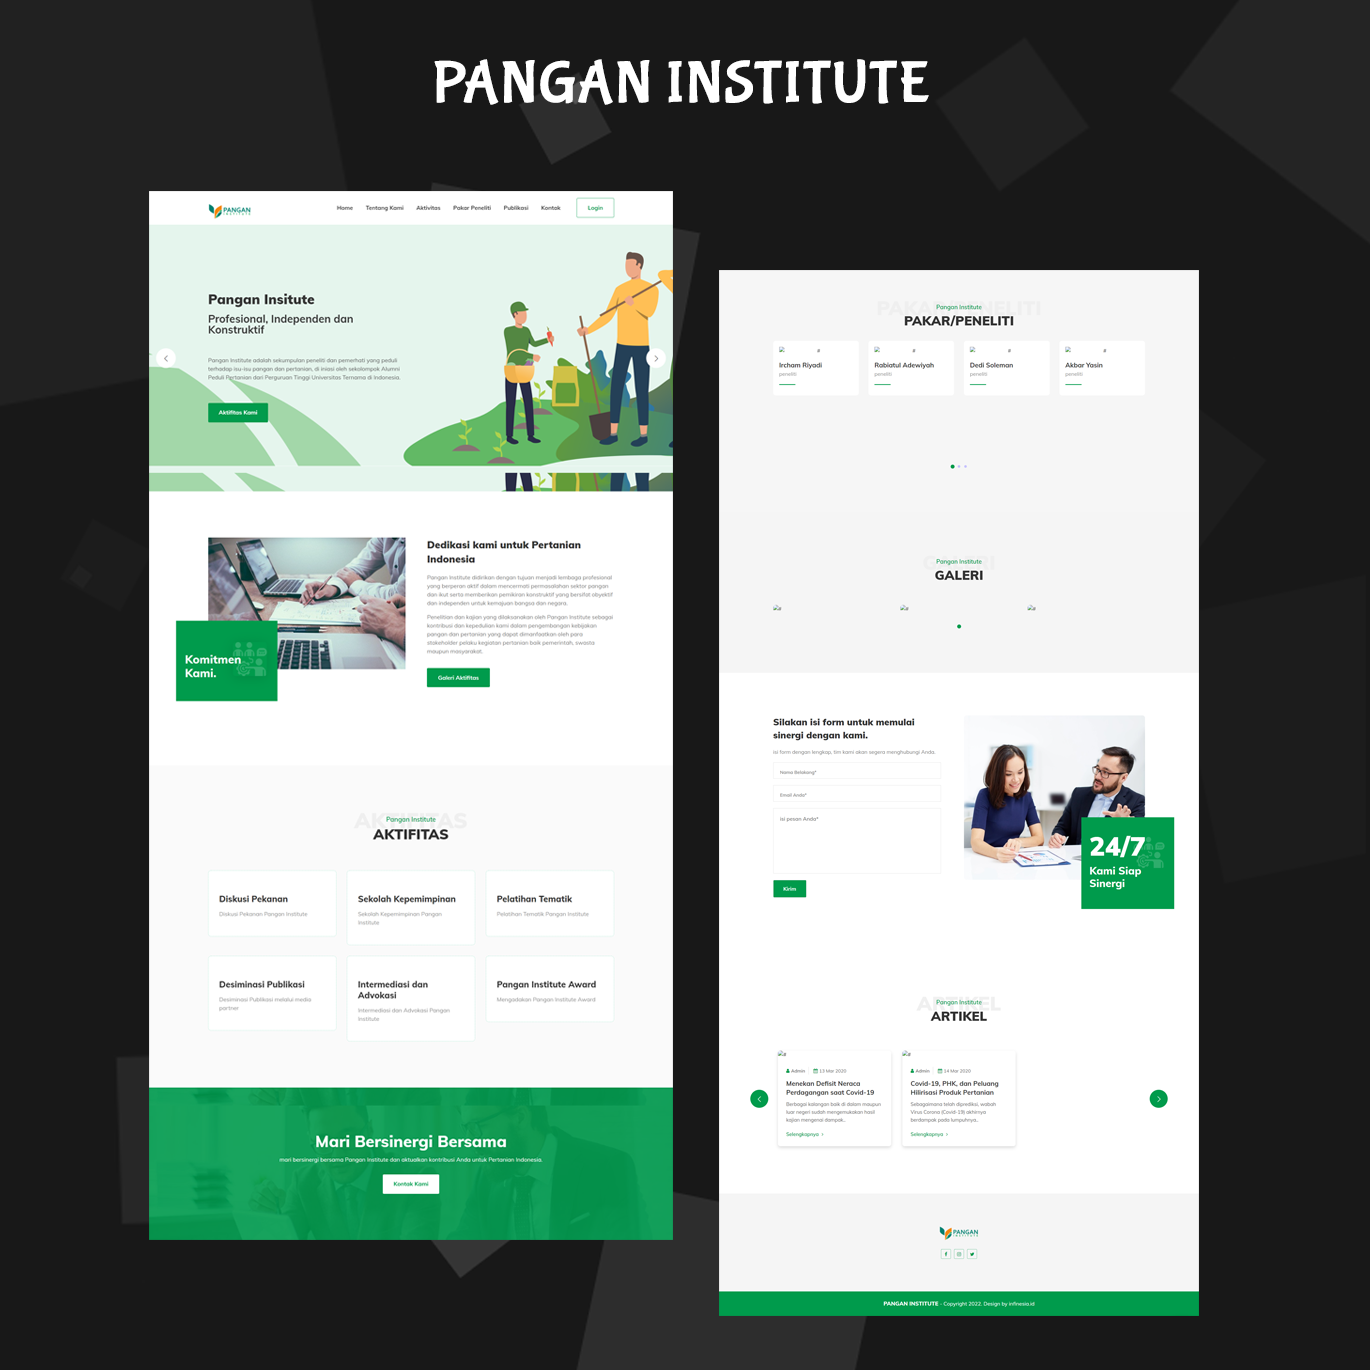 PANGAN INSTITUTE
PANGAN
INSTITUTE
Home Tentang Kami Aktivitas Pakar Peneliti Publikasi Kontak Login
Pangan Insitute
Profesional, Independen dan
Konstruktif
Pangan Institute adalah sekumpulan peneliti dan pemerhati yang peduli
terhadap isu-isu pangan dan pertanian, di iniasi oleh sekelompok Alumni
Peduli Pertanian dari Perguruan Tinggi Universitas Ternama di Indonesia.
Aktifitas Kami
Komitmen
Kami.
Dedikasi kami untuk Pertanian
Indonesia
Pangan Institute didirikan dengan tujuan menjadi lembaga profesional
yang berperan aktif dalam mencermati permasalahan sektor pangan
dan ikut serta memberikan pemikiran konstruktif yang bersifat obyektif
dan independen untuk kemajuan bangsa dan negara.
Penelitian dan kajian yang dilaksanakan oleh Pangan Institute sebagai
kontribusi dan kepedulian kami dalam pengembangan kebijakan
pangan dan pertanian yang dapat dimanfaatkan oleh para
stakeholder pelaku kegiatan pertanian baik pemerintah, swasta
maupun masyarakat.
Galeri Aktifitas
AKTIFITAS
Pangan Institute
AKTIFITAS
Diskusi Pekanan
Diskusi Pekanan Pangan Institute
Sekolah Kepemimpinan
Sekolah Kepemimpinan Pangan
Institute
Pelatihan Tematik
Pelatihan Tematik Pangan Institute
Desiminasi Publikasi
Desiminasi Publikasi melalui media
partner
Intermediasi dan
Advokasi
Intermediasi dan Advokasi Pangan
Institute
Pangan Institute Award
Mengadakan Pangan Institute Award
Mari Bersinergi Bersama
mari bersinergi bersama Pangan Institute dan aktualkan kontribusi Anda untuk Pertanian Indonesia.
Kontak Kami
PAKAR/PENELITI
Pangan Institute
PAKAR/PENELITI
#
Ircham Riyadi
peneliti
#
Rabiatul Adewiyah
peneliti
#
Dedi Soleman
peneliti
#
Akbar Yasin
peneliti
GALERI
Pangan Institute
GALERI
#
#
#
Silakan isi form untuk memulai
sinergi dengan kami.
isi form dengan lengkap, tim kami akan segera menghubungi Anda.
Nama Belakang*
Email Anda*
isi pesan Anda*
Kirim
24/7
Kami Siap
Sinergi
ARTIKEL
Pangan Institute
ARTIKEL
#
Admin 13 Mar 2020
Menekan Defisit Neraca
Perdagangan saat Covid-19
Berbagai kalangan baik di dalam maupun
luar negeri sudah mengemukakan hasil
kajian mengenai dampak..
Selengkapnya
#
Admin 14 Mar 2020
Covid-19, PHK, dan Peluang
Hilirisasi Produk Pertanian
Sebagaimana telah diprediksi, wabah
Virus Corona (Covid-19) akhirnya
berdampak pada lumpuhnya..
Selengkapnya
PANGAN
INSTITUTE
PANGAN INSTITUTE - Copyright 2022. Design by infinesia.id